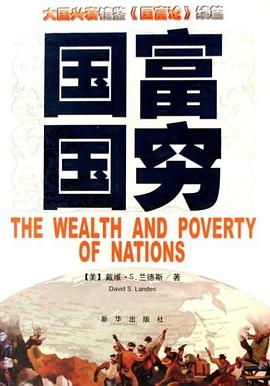 大国兴衰镜鉴《国富论》续篇
国富
国穷
THE WEALTH AND POVERTY
OF NATIONS
【美】戴维·S.兰德斯/著
David S. Landes
新华出版社